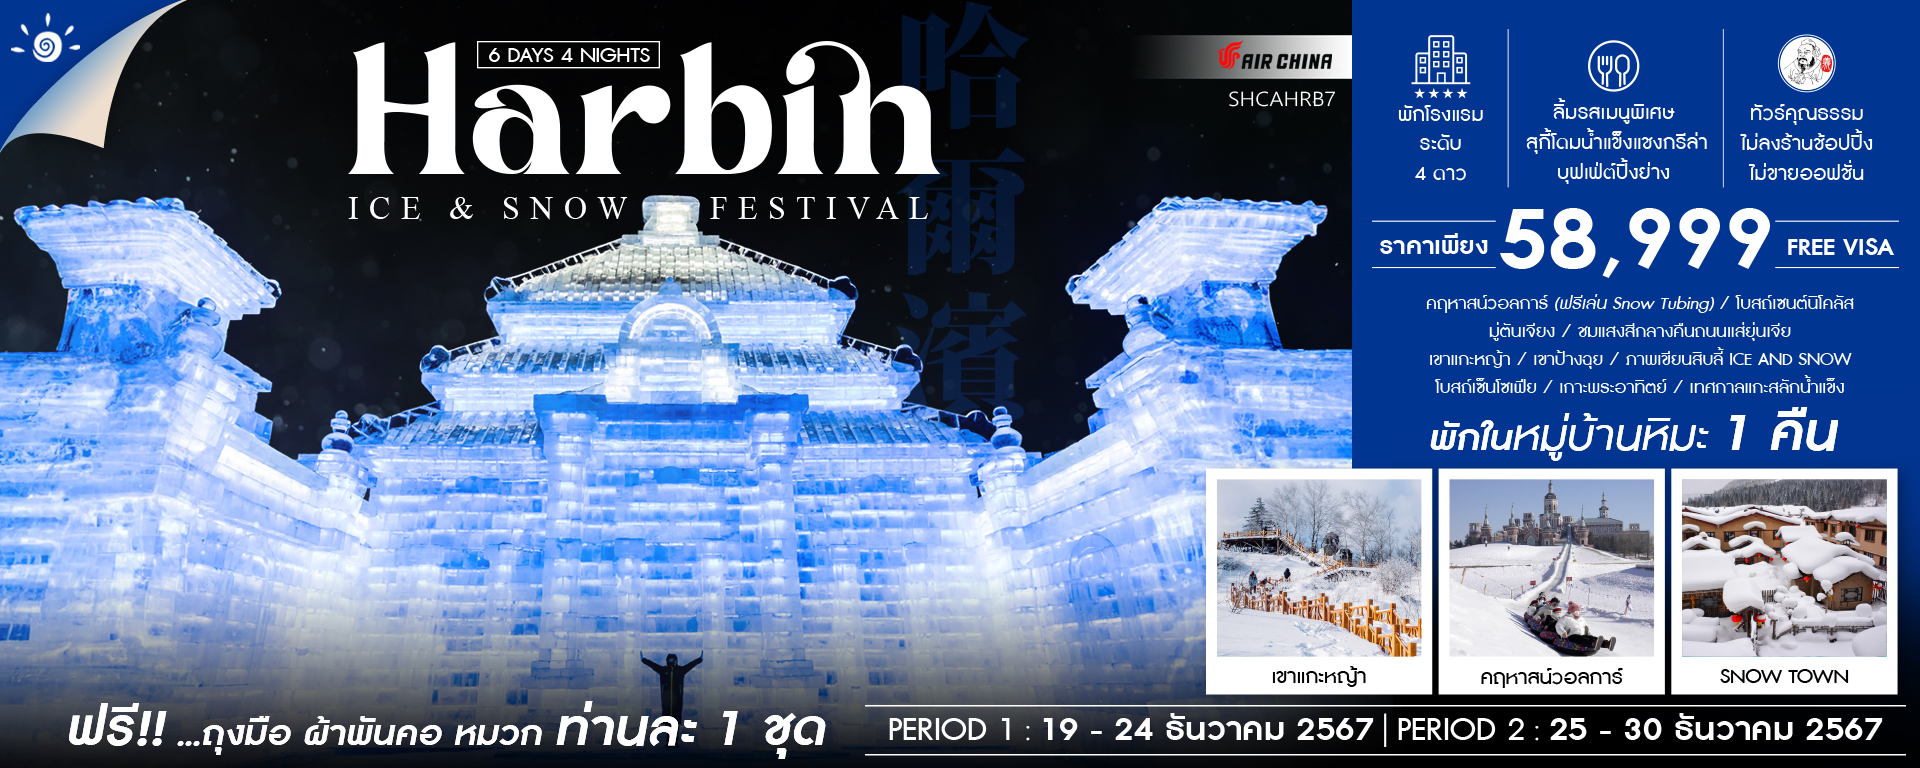 6 DAYS 4 NIGHTS
Harbin
ICE & SNOW FESTIVAL
哈爾濱
AIR CHINA
SHCAHRB7
พักโรงแรม
ระดับ
4 ดาว
ลิ้มรสเมนูพิเศษ
สุกี้โดมน้ำแข็งแชงกรีล่า
บุฟเฟ่ต์ปิ้งย่าง
ทัวร์คุณธรรม
ไม่ลงร้านช้อปปิ้ง
ไม่ขายออฟชั่น
ราคาเพียง 58,999 FREE VISA
คฤหาสน์วอลการ์ (ฟรีเล่น Snow Tubing) / โบสถ์เซนต์นิโคลัส
มู่ตันเจียง / ชมแสงสีกลางคืนถนนแส่ยุ่นเจีย
เขาแกะหญ้า / เขาป้างฉุย / ภาพเขียนสิบลี้ ICE AND SNOW
โบสถ์เซ็นโซเฟีย / เกาะพระอาทิตย์ / เทศกาลแกะสลักน้ำแข็ง
พักในหมู่บ้านหิมะ 1 คืน
เขาแกะหญ้า
คฤหาสน์วอลการ์
SNOW TOWN
ฟรี!! ...ถุงมือ ผ้าพันคอ หมวก ท่านละ 1 ชุด
PERIOD 1 : 19 - 24 ธันวาคม 2567 | PERIOD 2 : 25 - 30 ธันวาคม 2567